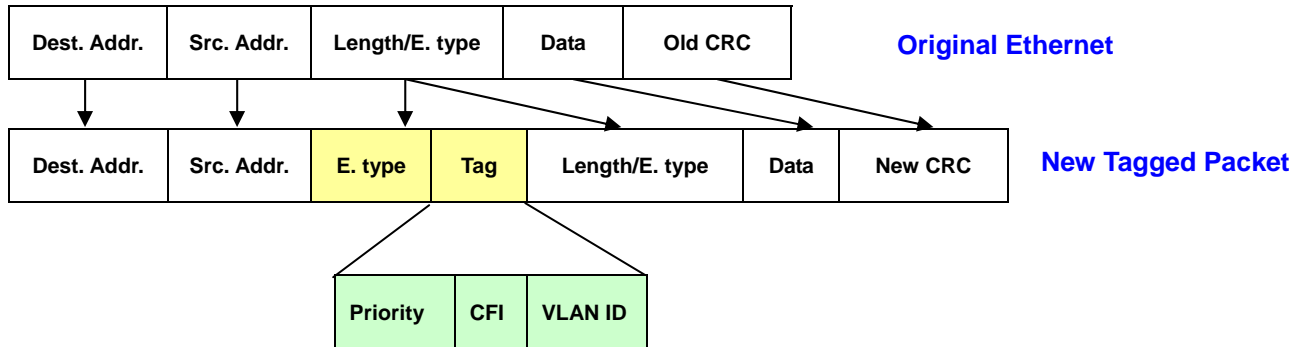 Dest. Addr. Src. Addr. Length/E. type Data Old CRC Original Ethernet
Dest. Addr. Src. Addr. E. type Tag Length/E. type Data New CRC New Tagged Packet
Priority CFI VLAN ID